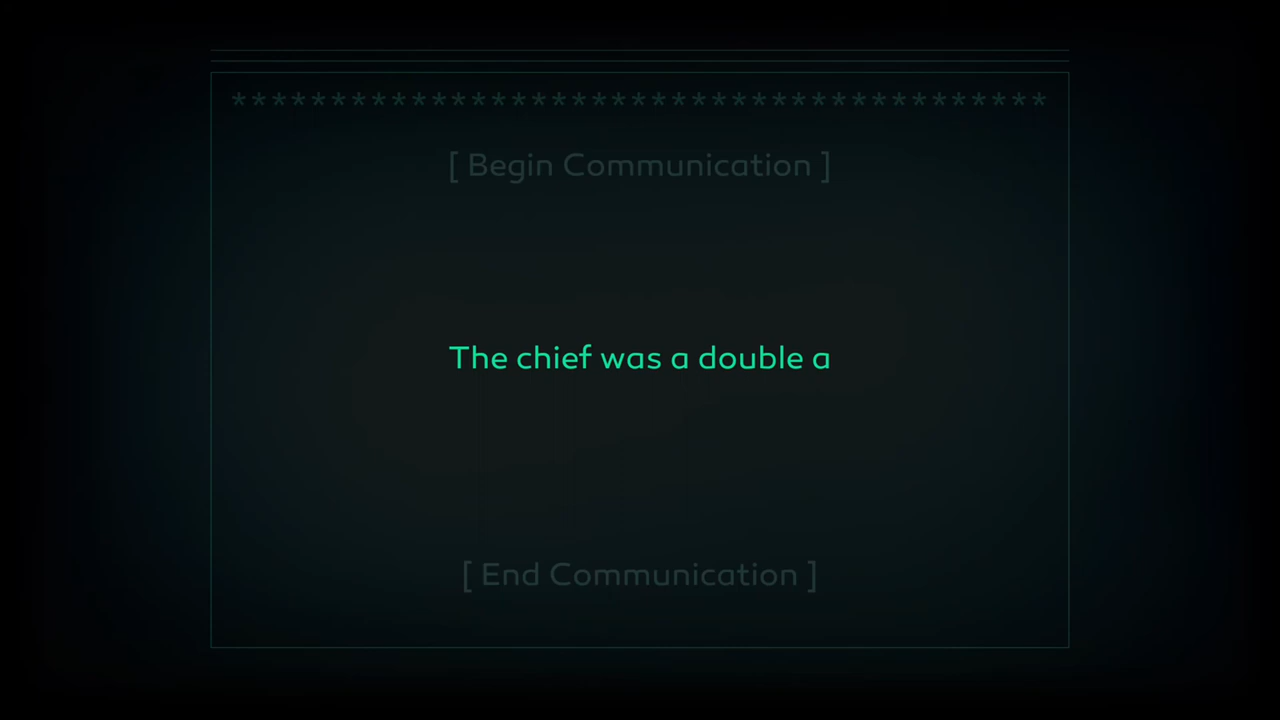 *****************************************
[ Begin Communication ]
The chief was a double a
[ End Communication ]